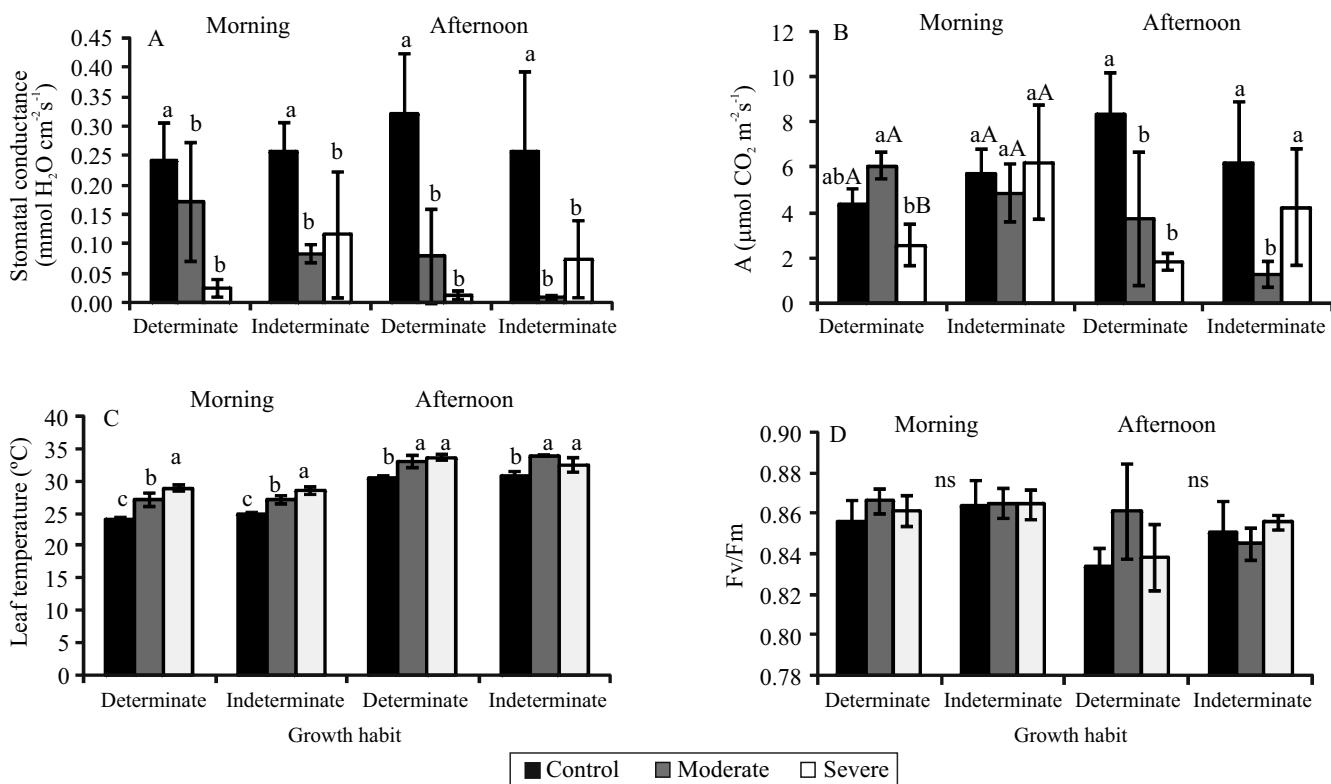 Morning Afternoon
A
Stomatal conductance
(mmol H₂O cm⁻²s⁻¹)
0.45
0.40
0.35
0.30
0.25
0.20
0.15
0.10
0.05
0.00
a b b a b b a b b a b b
Determinate Indeterminate Determinate Indeterminate
Morning Afternoon
B
A (µmol CO₂ m⁻²s⁻¹)
12
10
8
6
4
2
0
abA aA bB aA aA aA a b b a b a
Determinate Indeterminate Determinate Indeterminate
Morning Afternoon
C
Leaf temperature (ºC)
40
35
30
25
20
15
10
5
0
c b a c b a b a a b a a
Determinate Indeterminate Determinate Indeterminate
Growth habit
Morning Afternoon
D
Fv/Fm
0.90
0.88
0.86
0.84
0.82
0.80
0.78
ns ns
Determinate Indeterminate Determinate Indeterminate
Growth habit
Control Moderate Severe